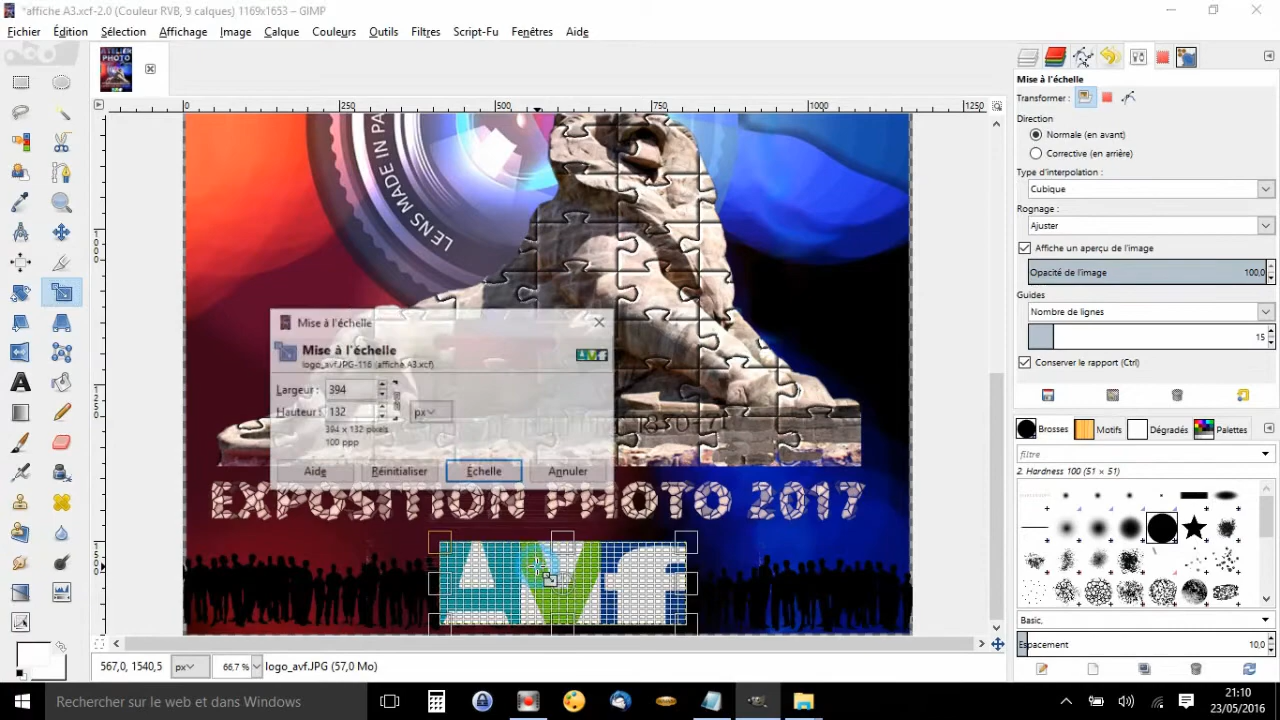 *affiche A3.xcf-2.0 (Couleur RVB, 9 calques) 1169x1653 – GIMP
Fichier Édition Sélection Affichage Image Calque Couleurs Outils Filtres Script-Fu Fenêtres Aide
ATELIER
PHOTO
0 250 500 750 1000 1250
LENS MADE IN PA
Mise à l'échelle
Transformer :
Direction
Normale (en avant)
Corrective (en arrière)
Type d'interpolation :
Cubique
Rognage :
Ajuster
Affiche un aperçu de l'image
Opacité de l'image 100,0
Guides
Nombre de lignes
15
Conserver le rapport (Ctrl)
Mise à l'échelle
Mise à l'échelle
logo_avf.JPG-116 (affiche A3.xcf)
Largeur : 394
Hauteur : 132 px
394 x 132 pixels
100 ppp
Aide Réinitialiser Échelle Annuler
EXPOSITION PHOTO 2017
AVf
Brosses Motifs Dégradés Palettes
filtre
2. Hardness 100 (51 × 51)
Basic,
Espacement 10,0
567,0, 1540,5 px 66,7 % logo_avf.JPG (57,0 Mo)
Rechercher sur le web et dans Windows
21:10
23/05/2016